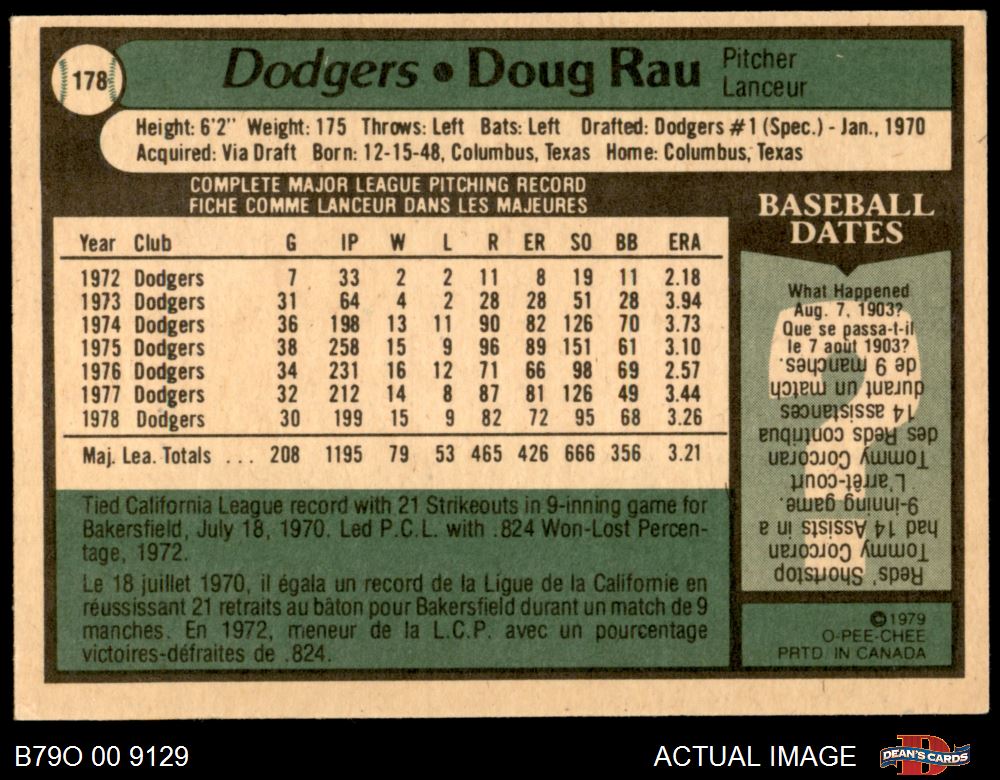 178
Dodgers • Doug Rau
Pitcher
Lanceur
Height: 6'2" Weight: 175 Throws: Left Bats: Left Drafted: Dodgers #1 (Spec.) - Jan., 1970
Acquired: Via Draft Born: 12-15-48, Columbus, Texas Home: Columbus, Texas
COMPLETE MAJOR LEAGUE PITCHING RECORD
FICHE COMME LANCEUR DANS LES MAJEURES
Year Club G IP W L R ER SO BB ERA
1972 Dodgers 7 33 2 2 11 8 19 11 2.18
1973 Dodgers 31 64 4 2 28 28 51 28 3.94
1974 Dodgers 36 198 13 11 90 82 126 70 3.73
1975 Dodgers 38 258 15 9 96 89 151 61 3.10
1976 Dodgers 34 231 16 12 71 66 98 69 2.57
1977 Dodgers 32 212 14 8 87 81 126 49 3.44
1978 Dodgers 30 199 15 9 82 72 95 68 3.26
Maj. Lea. Totals ... 208 1195 79 53 465 426 666 356 3.21
Tied California League record with 21 Strikeouts in 9-inning game for
Bakersfield, July 18, 1970. Led P.C.L. with .824 Won-Lost Percen-
tage, 1972.
Le 18 juillet 1970, il égala un record de la Ligue de la Californie en
réussissant 21 retraits au bâton pour Bakersfield durant un match de 9
manches. En 1972, meneur de la L.C.P. avec un pourcentage
victoires-défraites de .824.
BASEBALL
DATES
What Happened
Aug. 7, 1903?
Que se passa-t-il
le 7 août 1903?
Reds' Shortstop
Tommy Corcoran
had 14 Assists in a
9-inning game.
L'arrêt-court
Tommy Corcoran
des Reds contribua
14 assistances
durant un match
de 9 manches.
©1979
O-PEE-CHEE
PRTD. IN CANADA
B79O 00 9129
ACTUAL IMAGE
DEAN'S CARDS